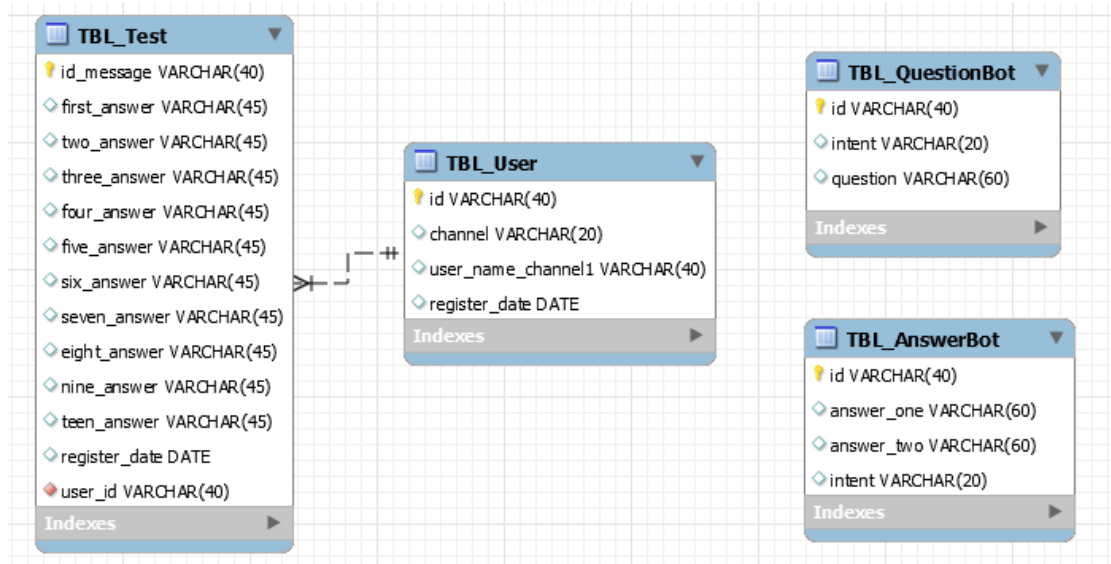 TBL_Test
id_message VARCHAR(40)
first_answer VARCHAR(45)
two_answer VARCHAR(45)
three_answer VARCHAR(45)
four_answer VARCHAR(45)
five_answer VARCHAR(45)
six_answer VARCHAR(45)
seven_answer VARCHAR(45)
eight_answer VARCHAR(45)
nine_answer VARCHAR(45)
teen_answer VARCHAR(45)
register_date DATE
user_id VARCHAR(40)
Indexes
TBL_User
id VARCHAR(40)
channel VARCHAR(20)
user_name_channel1 VARCHAR(40)
register_date DATE
Indexes
TBL_QuestionBot
id VARCHAR(40)
intent VARCHAR(20)
question VARCHAR(60)
Indexes
TBL_AnswerBot
id VARCHAR(40)
answer_one VARCHAR(60)
answer_two VARCHAR(60)
intent VARCHAR(20)
Indexes